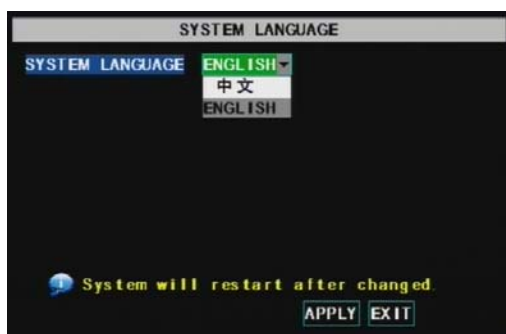 SYSTEM LANGUAGE
SYSTEM LANGUAGE ENGLISH
中文
ENGLISH
System will restart after changed.
APPLY EXIT